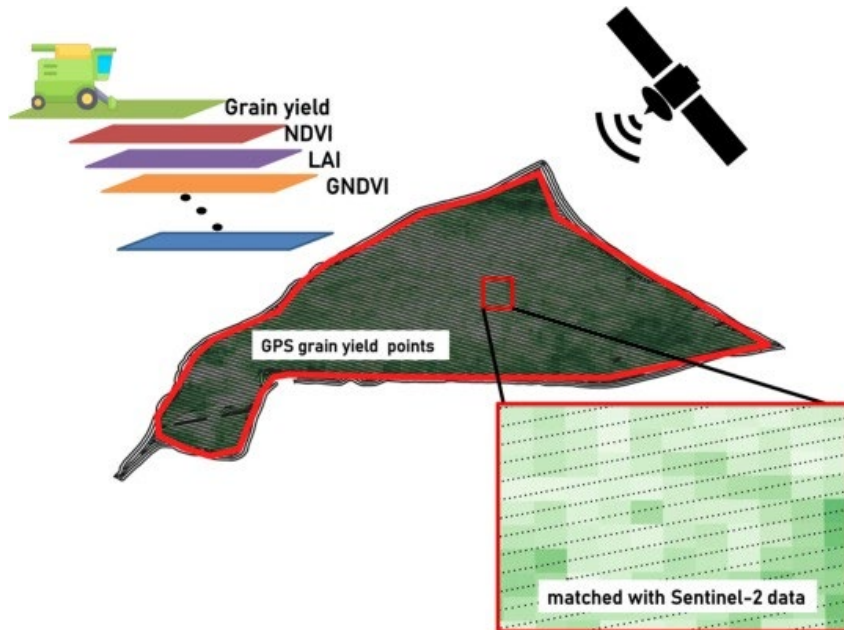 Grain yield
NDVI
LAI
GNDVI
GPS grain yield points
matched with Sentinel-2 data